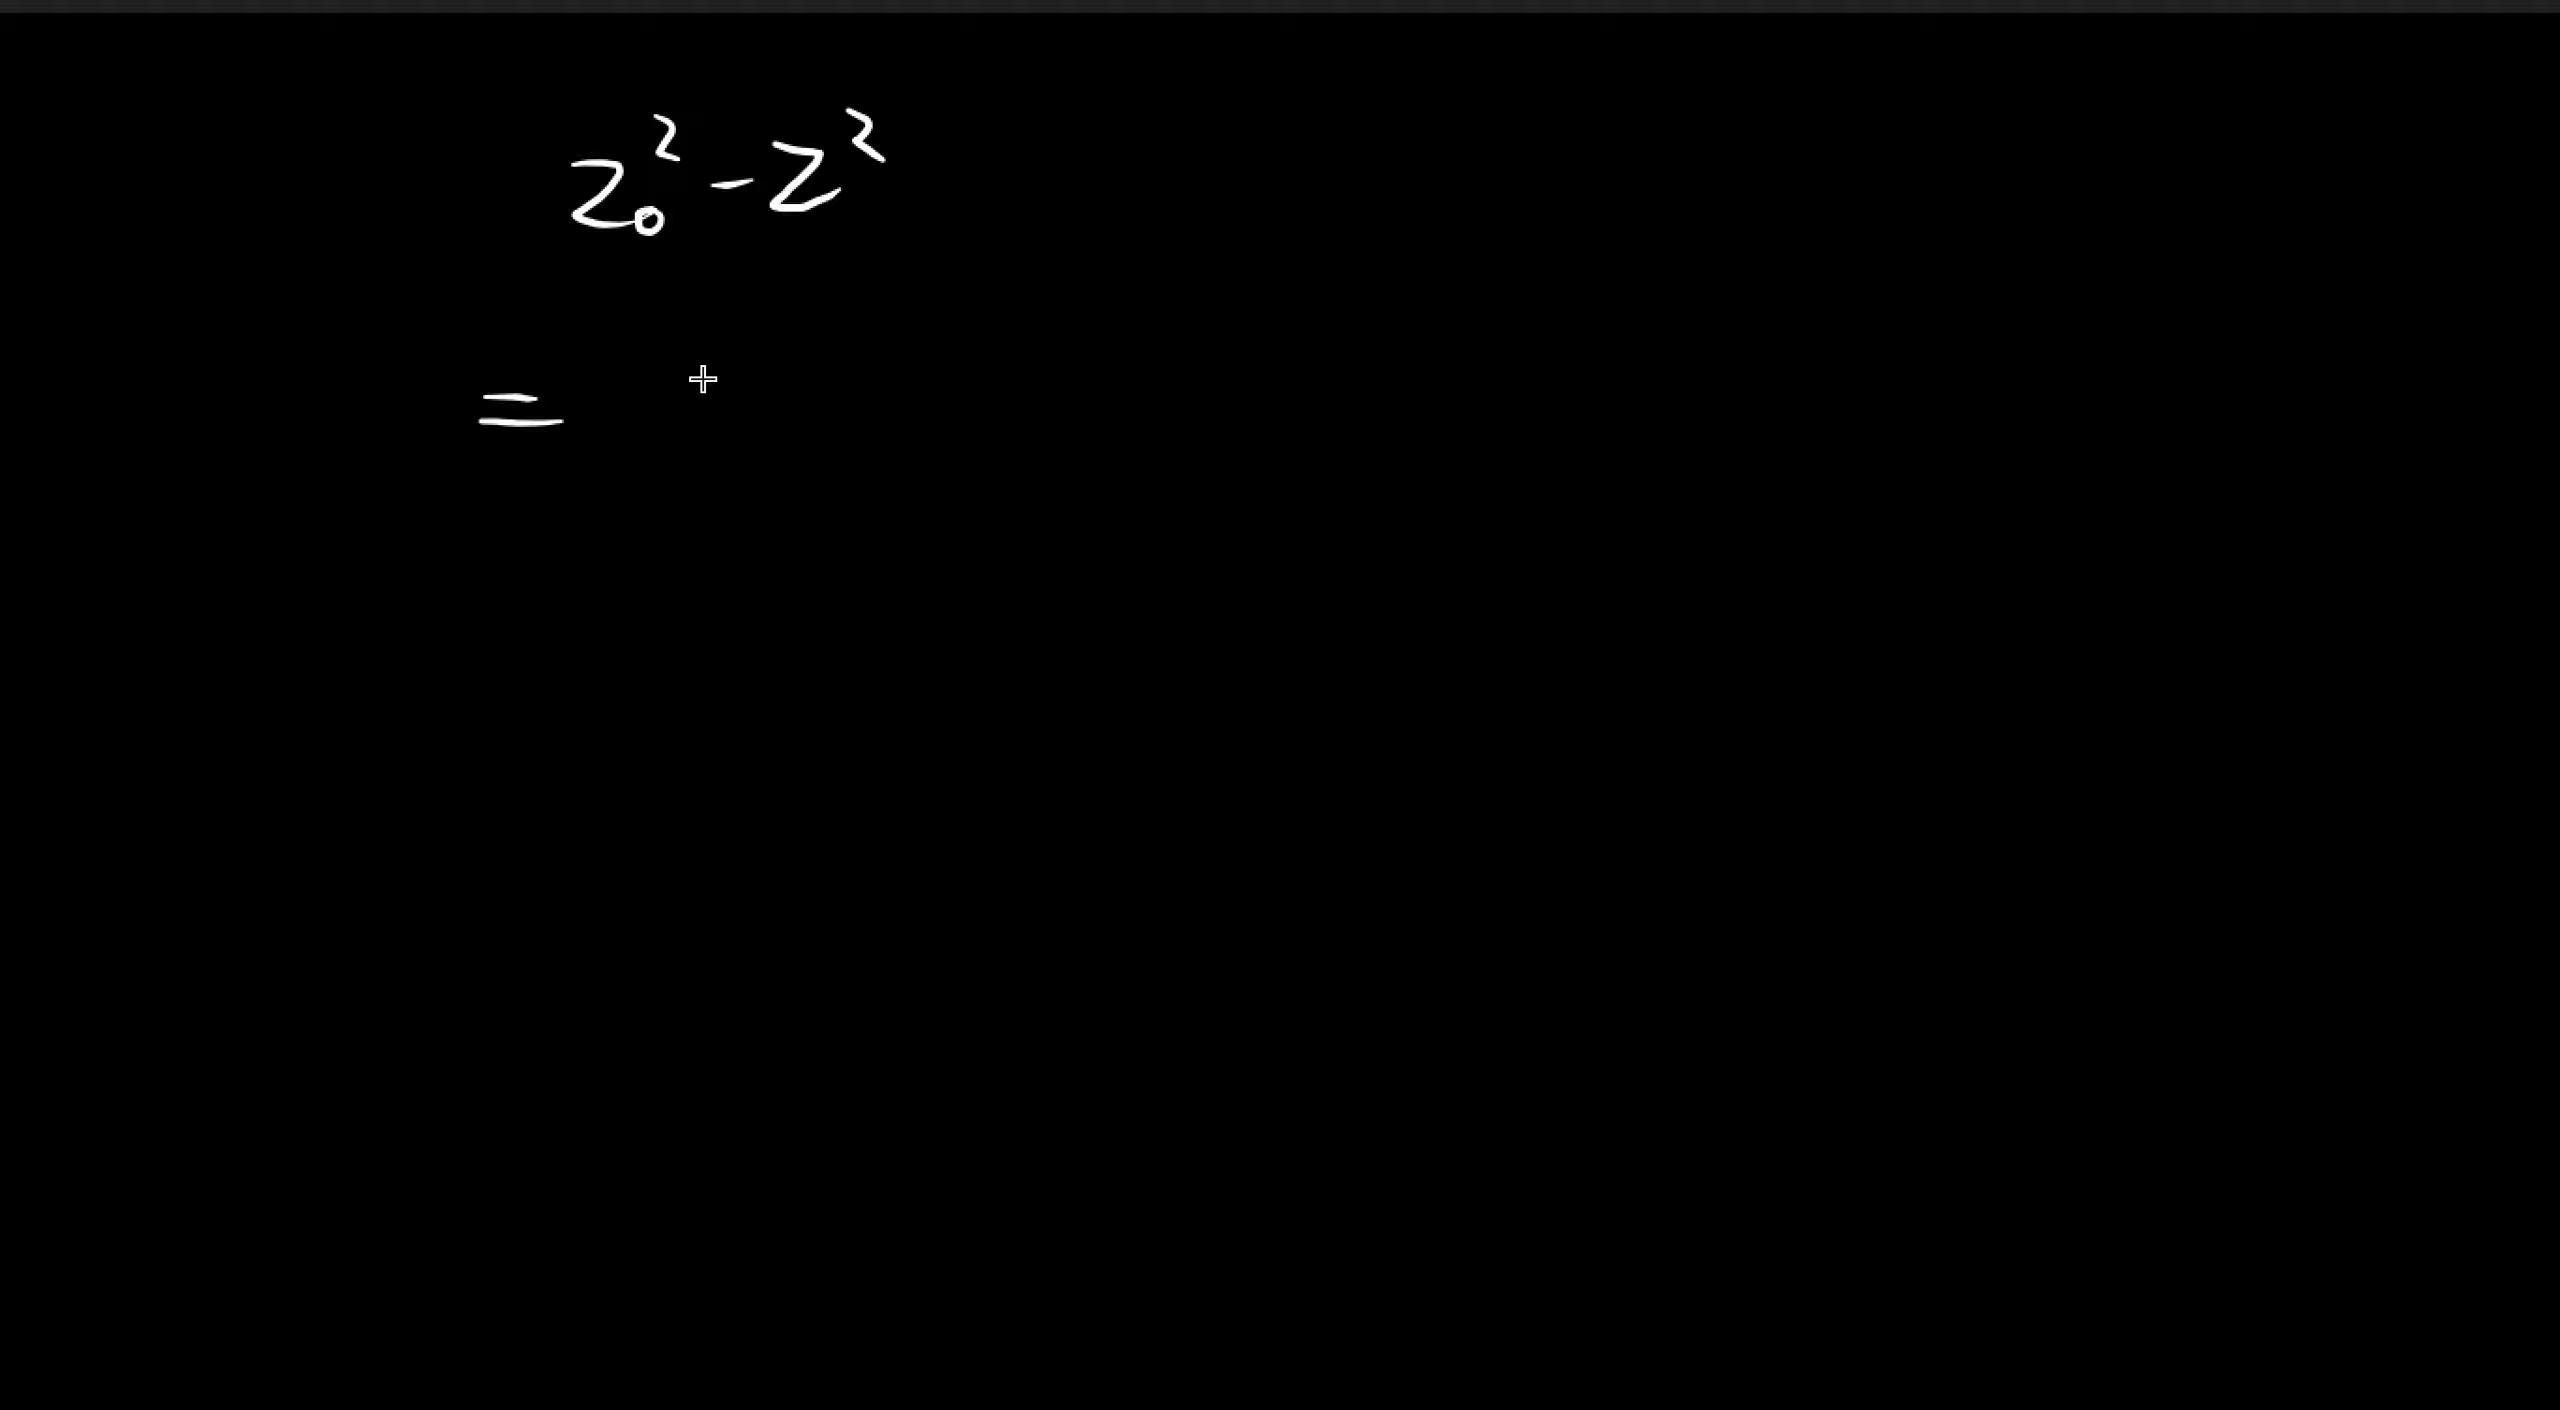 z₀² - z²
=